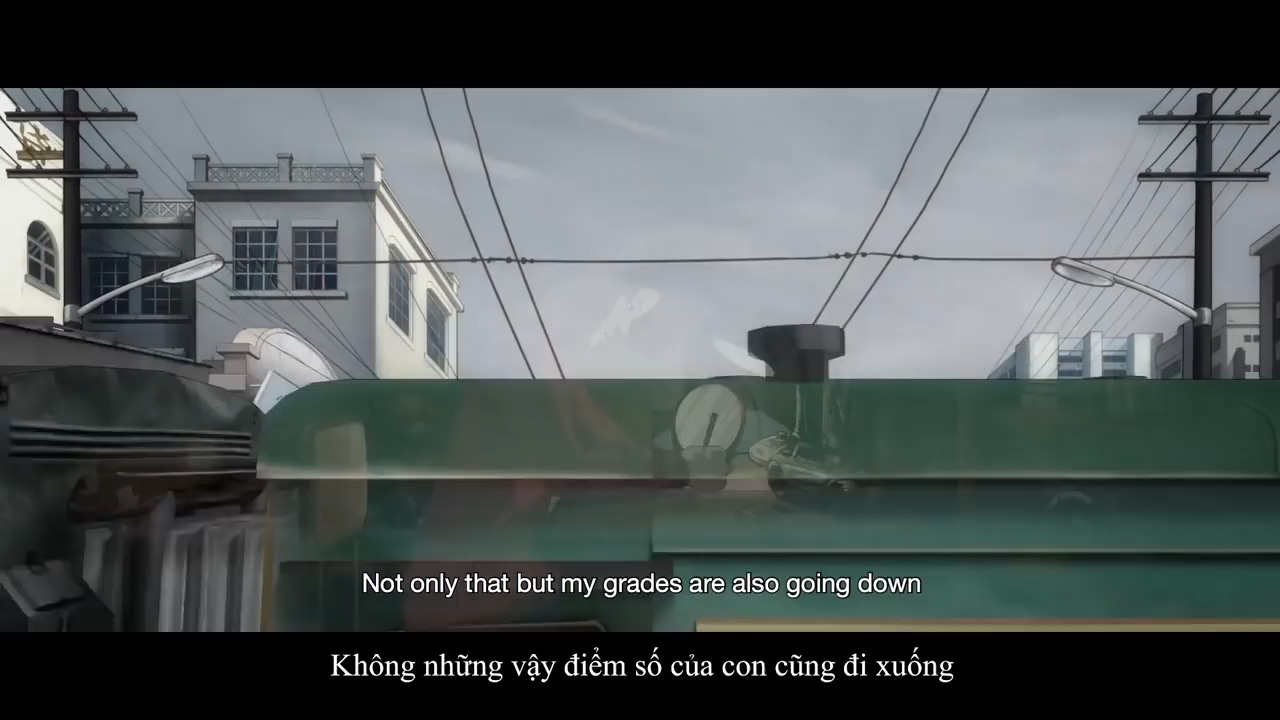 Not only that but my grades are also going down
Không những vậy điểm số của con cũng đi xuống